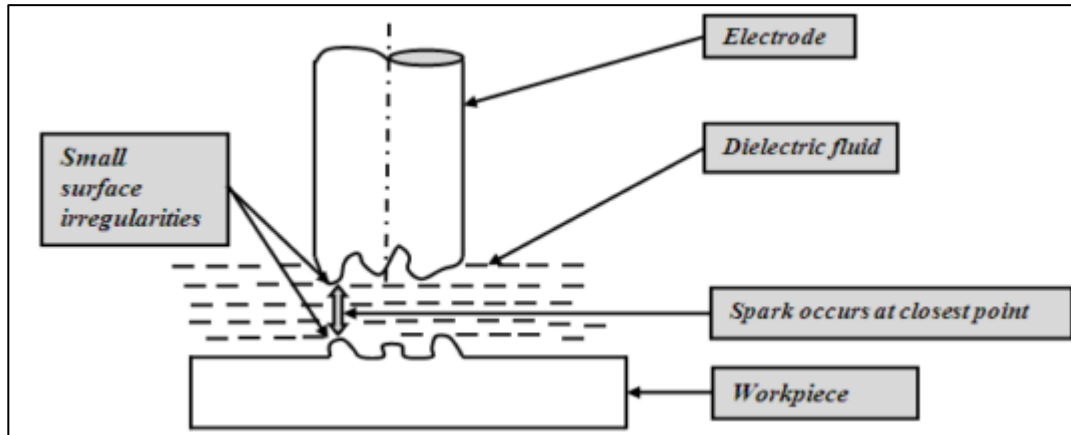 Electrode
Dielectric fluid
Small
surface
irregularities
Spark occurs at closest point
Workpiece